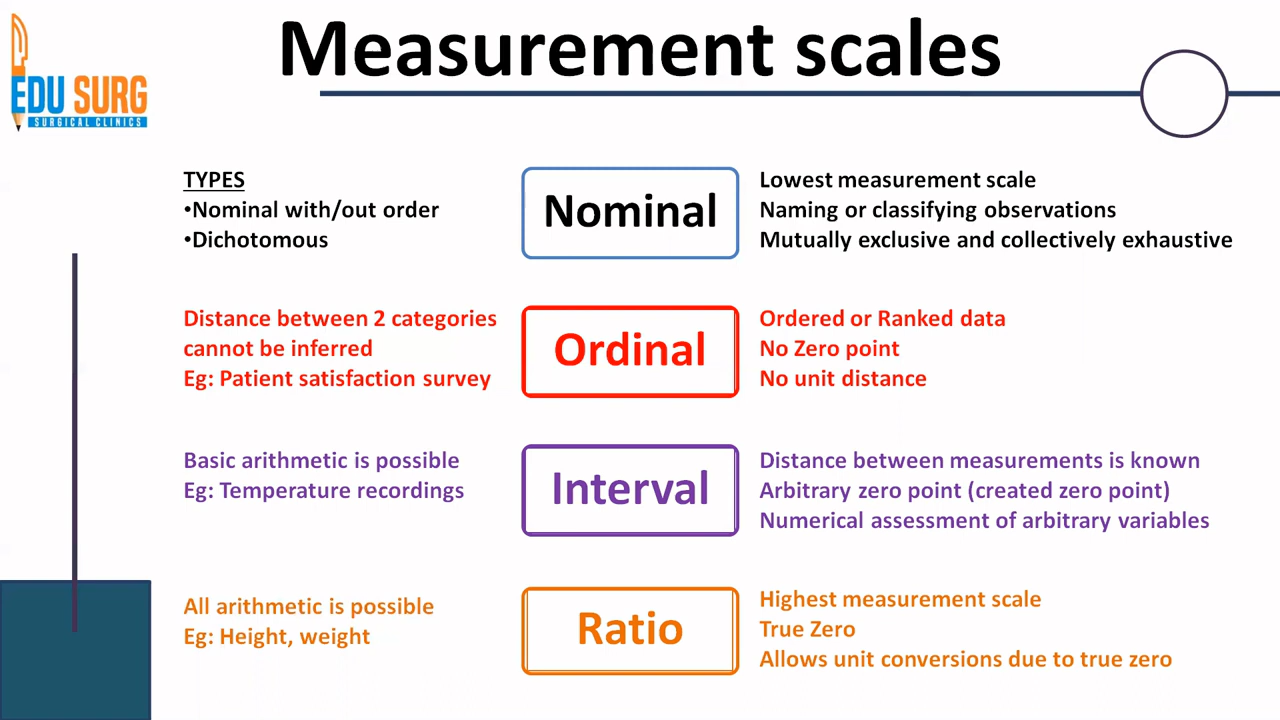 Measurement scales
EDU SURG
SURGICAL CLINICS
TYPES
•Nominal with/out order
•Dichotomous
Nominal
Lowest measurement scale
Naming or classifying observations
Mutually exclusive and collectively exhaustive
Distance between 2 categories
cannot be inferred
Eg: Patient satisfaction survey
Ordinal
Ordered or Ranked data
No Zero point
No unit distance
Basic arithmetic is possible
Eg: Temperature recordings
Interval
Distance between measurements is known
Arbitrary zero point (created zero point)
Numerical assessment of arbitrary variables
All arithmetic is possible
Eg: Height, weight
Ratio
Highest measurement scale
True Zero
Allows unit conversions due to true zero